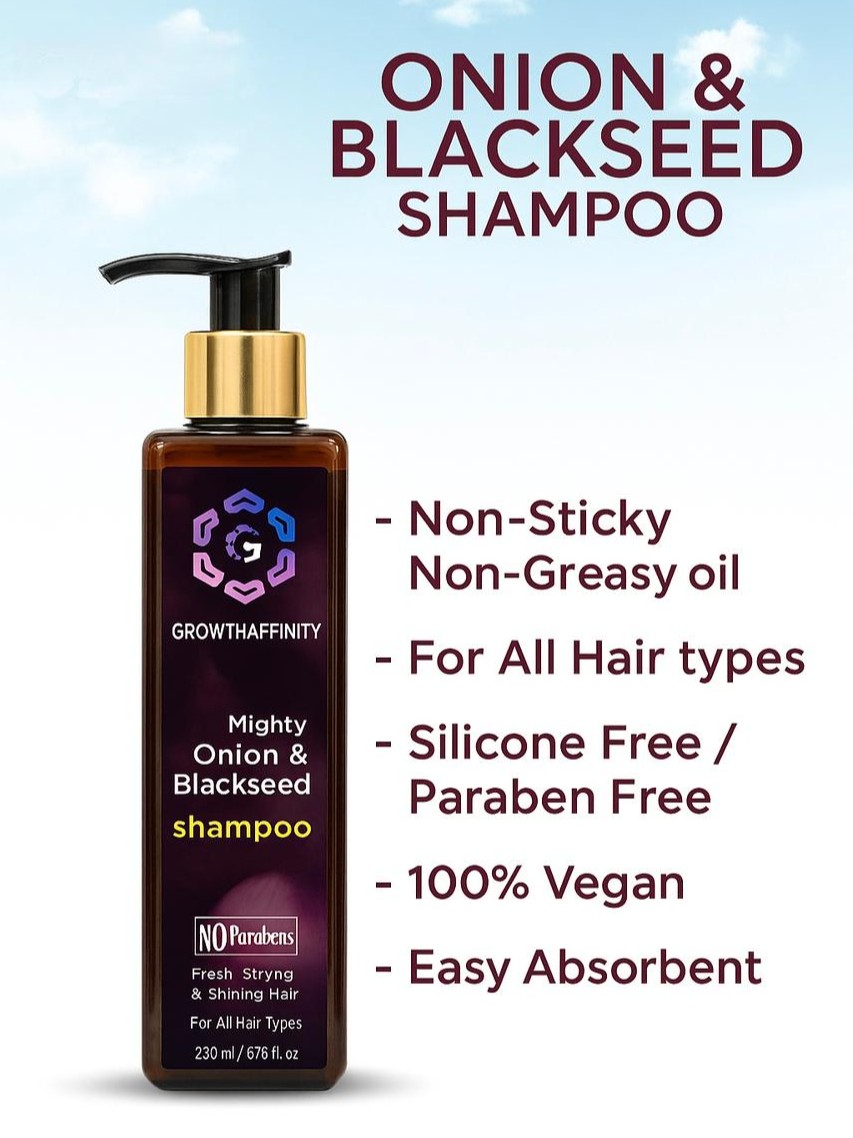 ONION &
BLACKSEED
SHAMPOO
- Non-Sticky
Non-Greasy oil
- For All Hair types
- Silicone Free /
Paraben Free
- 100% Vegan
- Easy Absorbent
G
GROWTHAFFINITY
Mighty
Onion &
Blackseed
shampoo
NO Parabens
Fresh Stryng
& Shining Hair
For All Hair Types
230 ml / 676 fl. oz